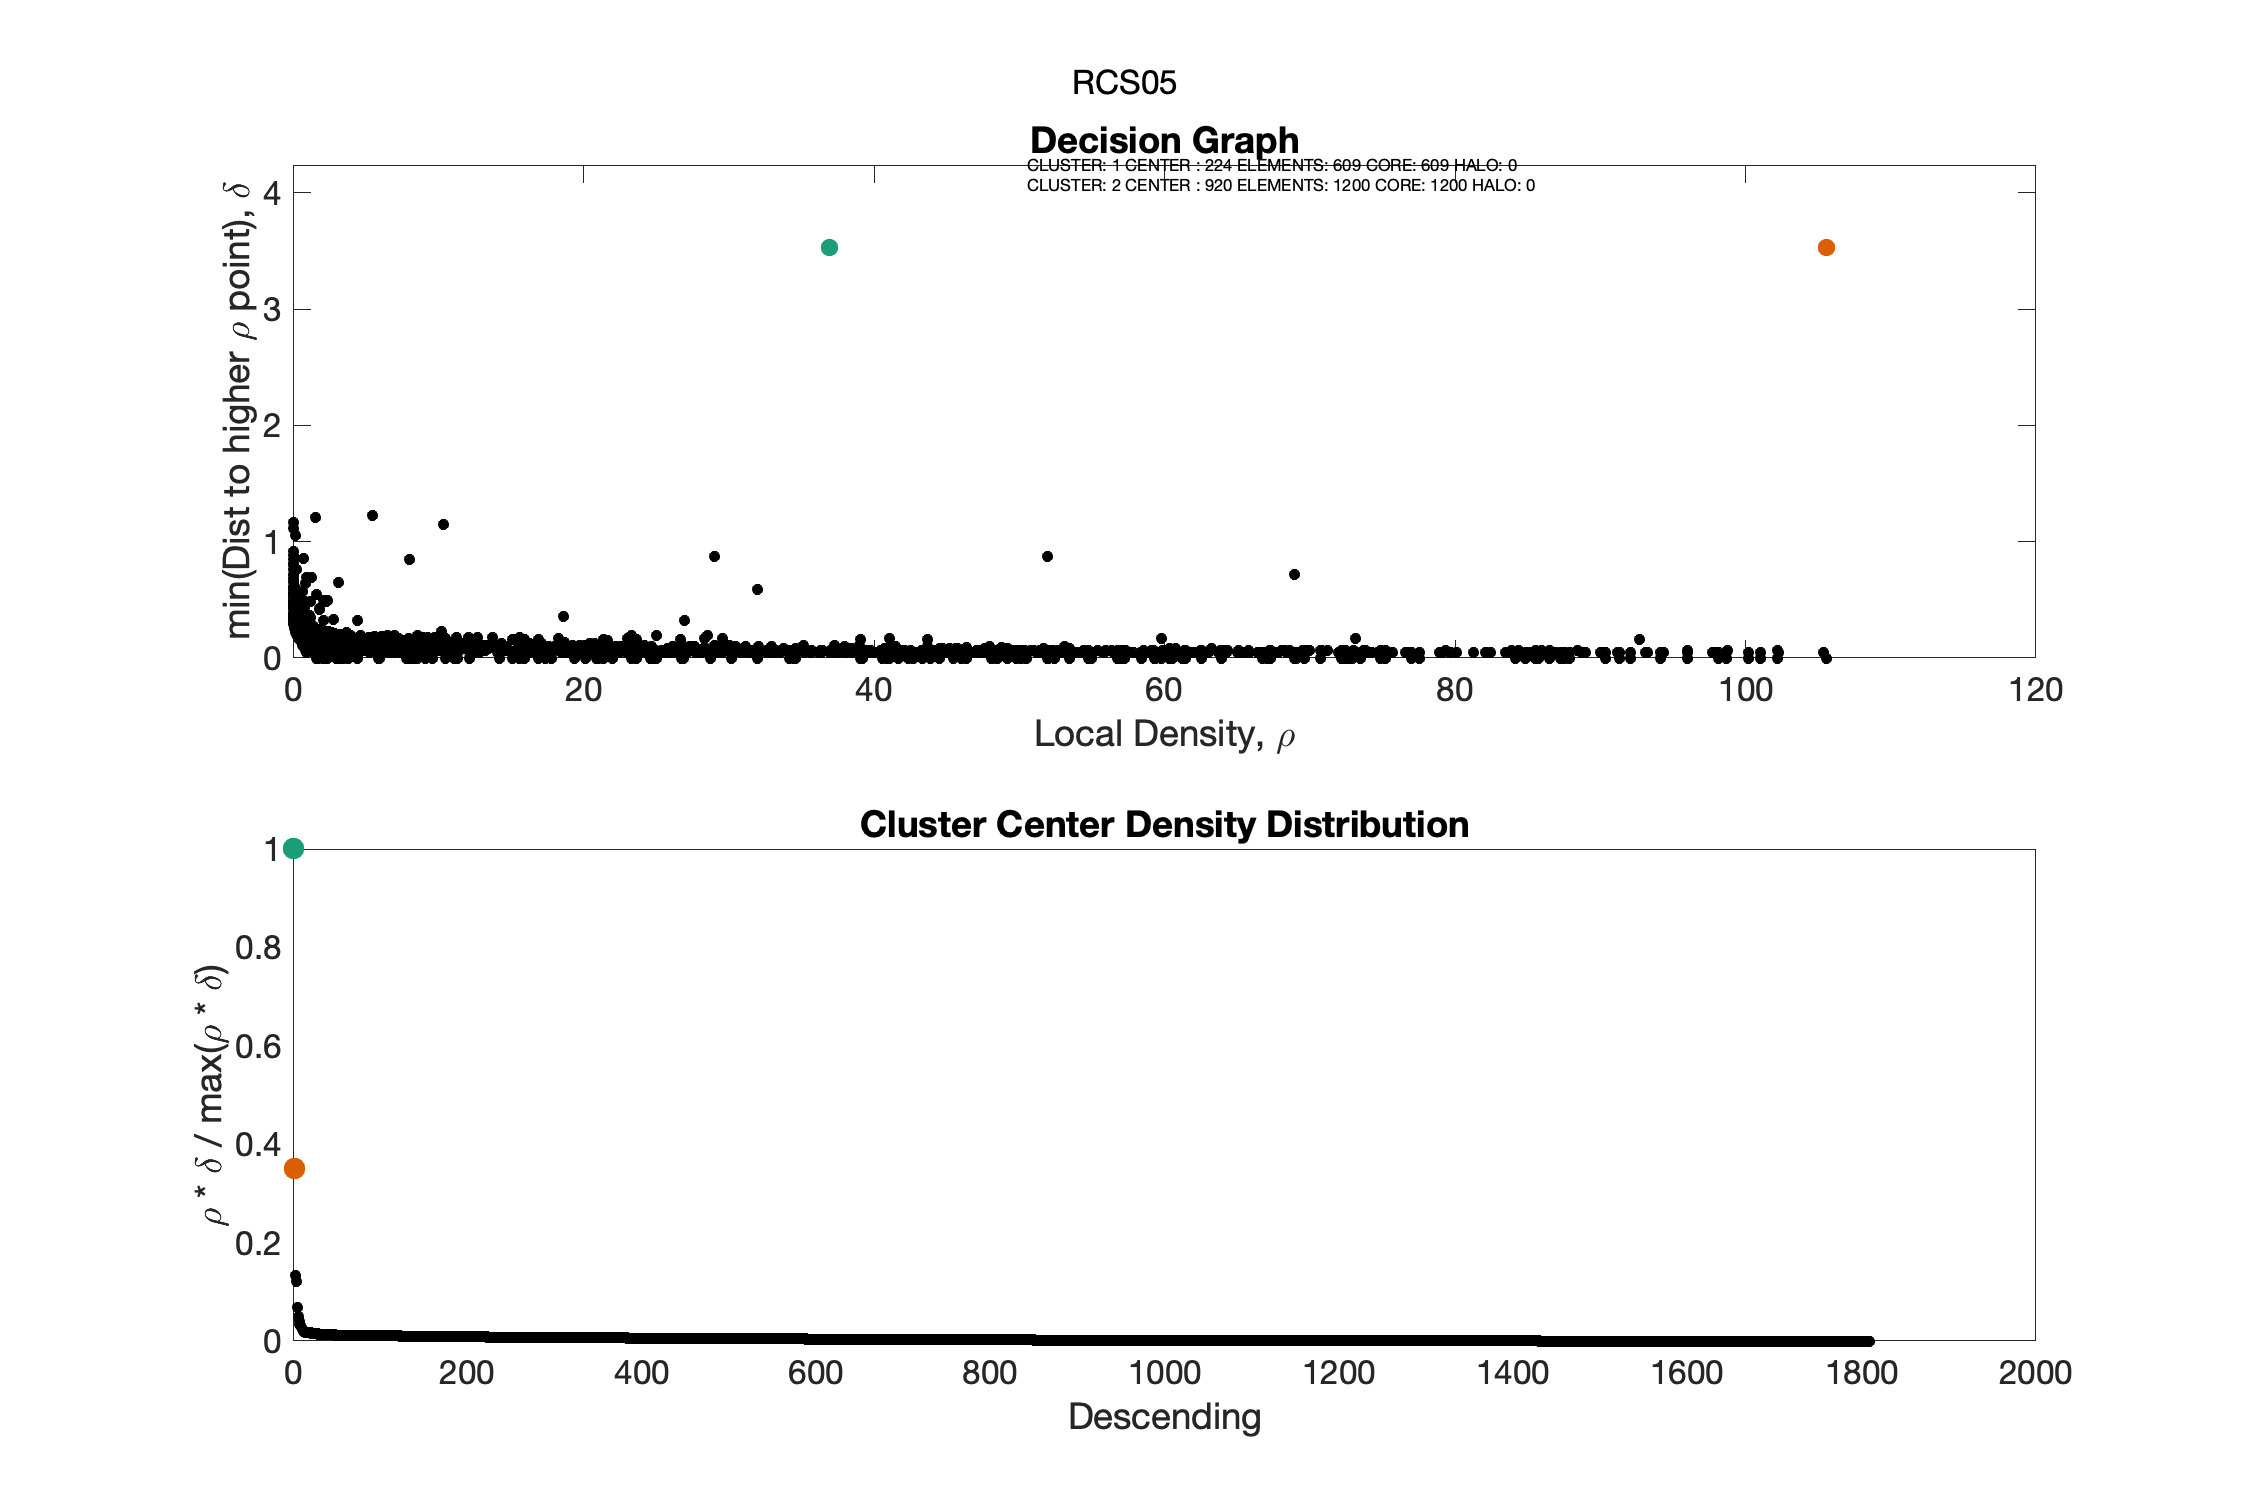 RCS05
Decision Graph
CLUSTER: 1 CENTER : 224 ELEMENTS: 609 CORE: 609 HALO: 0
CLUSTER: 2 CENTER : 920 ELEMENTS: 1200 CORE: 1200 HALO: 0
min(Dist to higher ρ point), δ
4
3
2
1
0
0 20 40 60 80 100 120
Local Density, ρ
Cluster Center Density Distribution
ρ * δ / max(ρ * δ)
1
0.8
0.6
0.4
0.2
0
0 200 400 600 800 1000 1200 1400 1600 1800 2000
Descending